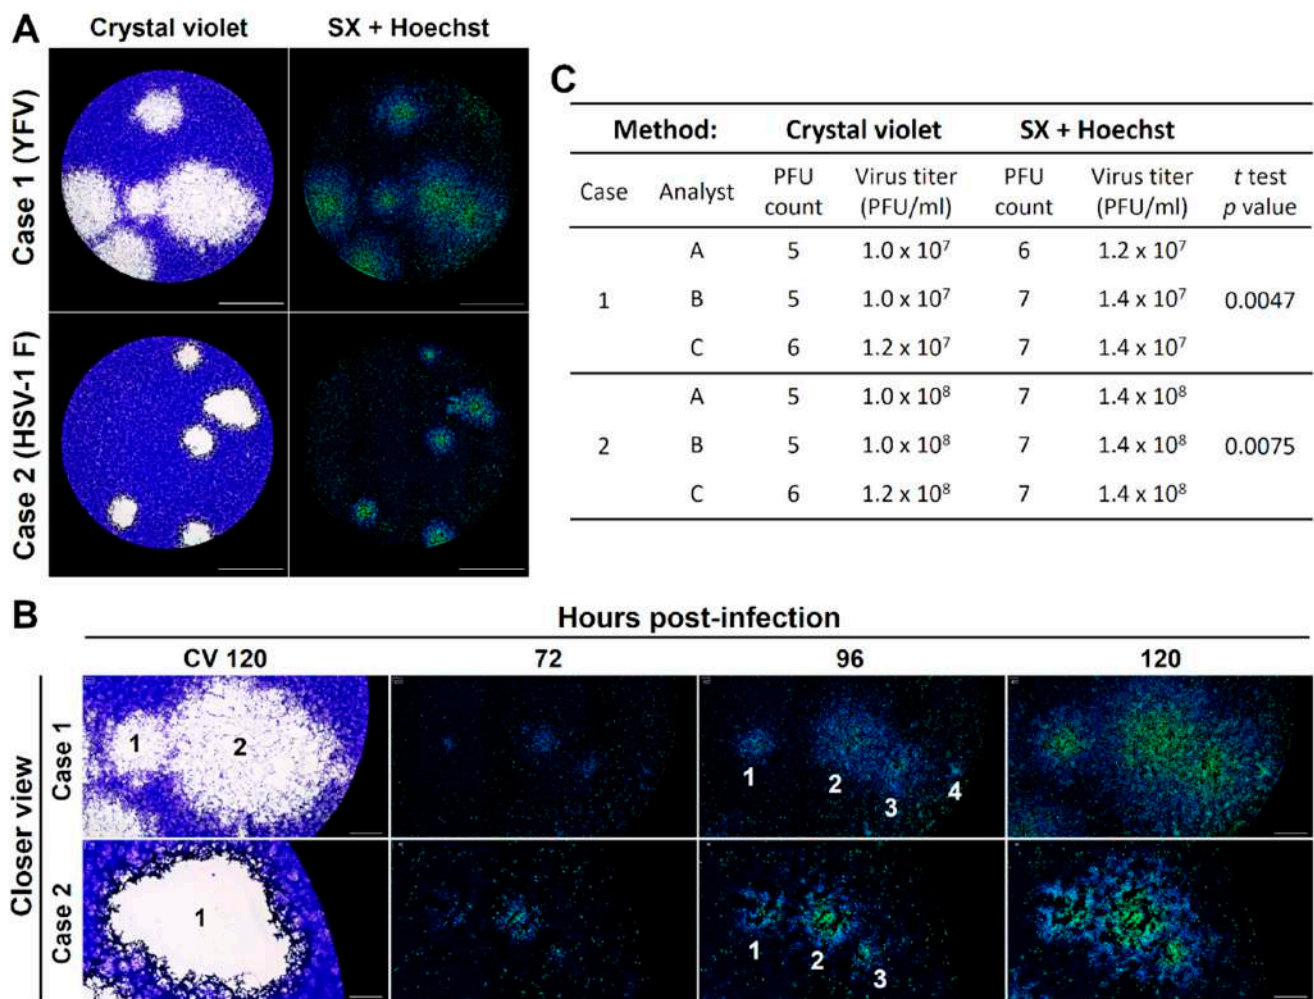 A
Crystal violet SX + Hoechst
Case 1 (YFV)
Case 2 (HSV-1 F)
C
Method: Crystal violet SX + Hoechst
Case Analyst PFU count Virus titer (PFU/ml) PFU count Virus titer (PFU/ml) t test p value
1
A 5 1.0 x 10⁷ 6 1.2 x 10⁷
B 5 1.0 x 10⁷ 7 1.4 x 10⁷ 0.0047
C 6 1.2 x 10⁷ 7 1.4 x 10⁷
2
A 5 1.0 x 10⁸ 7 1.4 x 10⁸
B 5 1.0 x 10⁸ 7 1.4 x 10⁸ 0.0075
C 6 1.2 x 10⁸ 7 1.4 x 10⁸
B
Hours post-infection
CV 120 72 96 120
Closer view
Case 1
1 2
1 2 3 4
Case 2
1
1 2 3